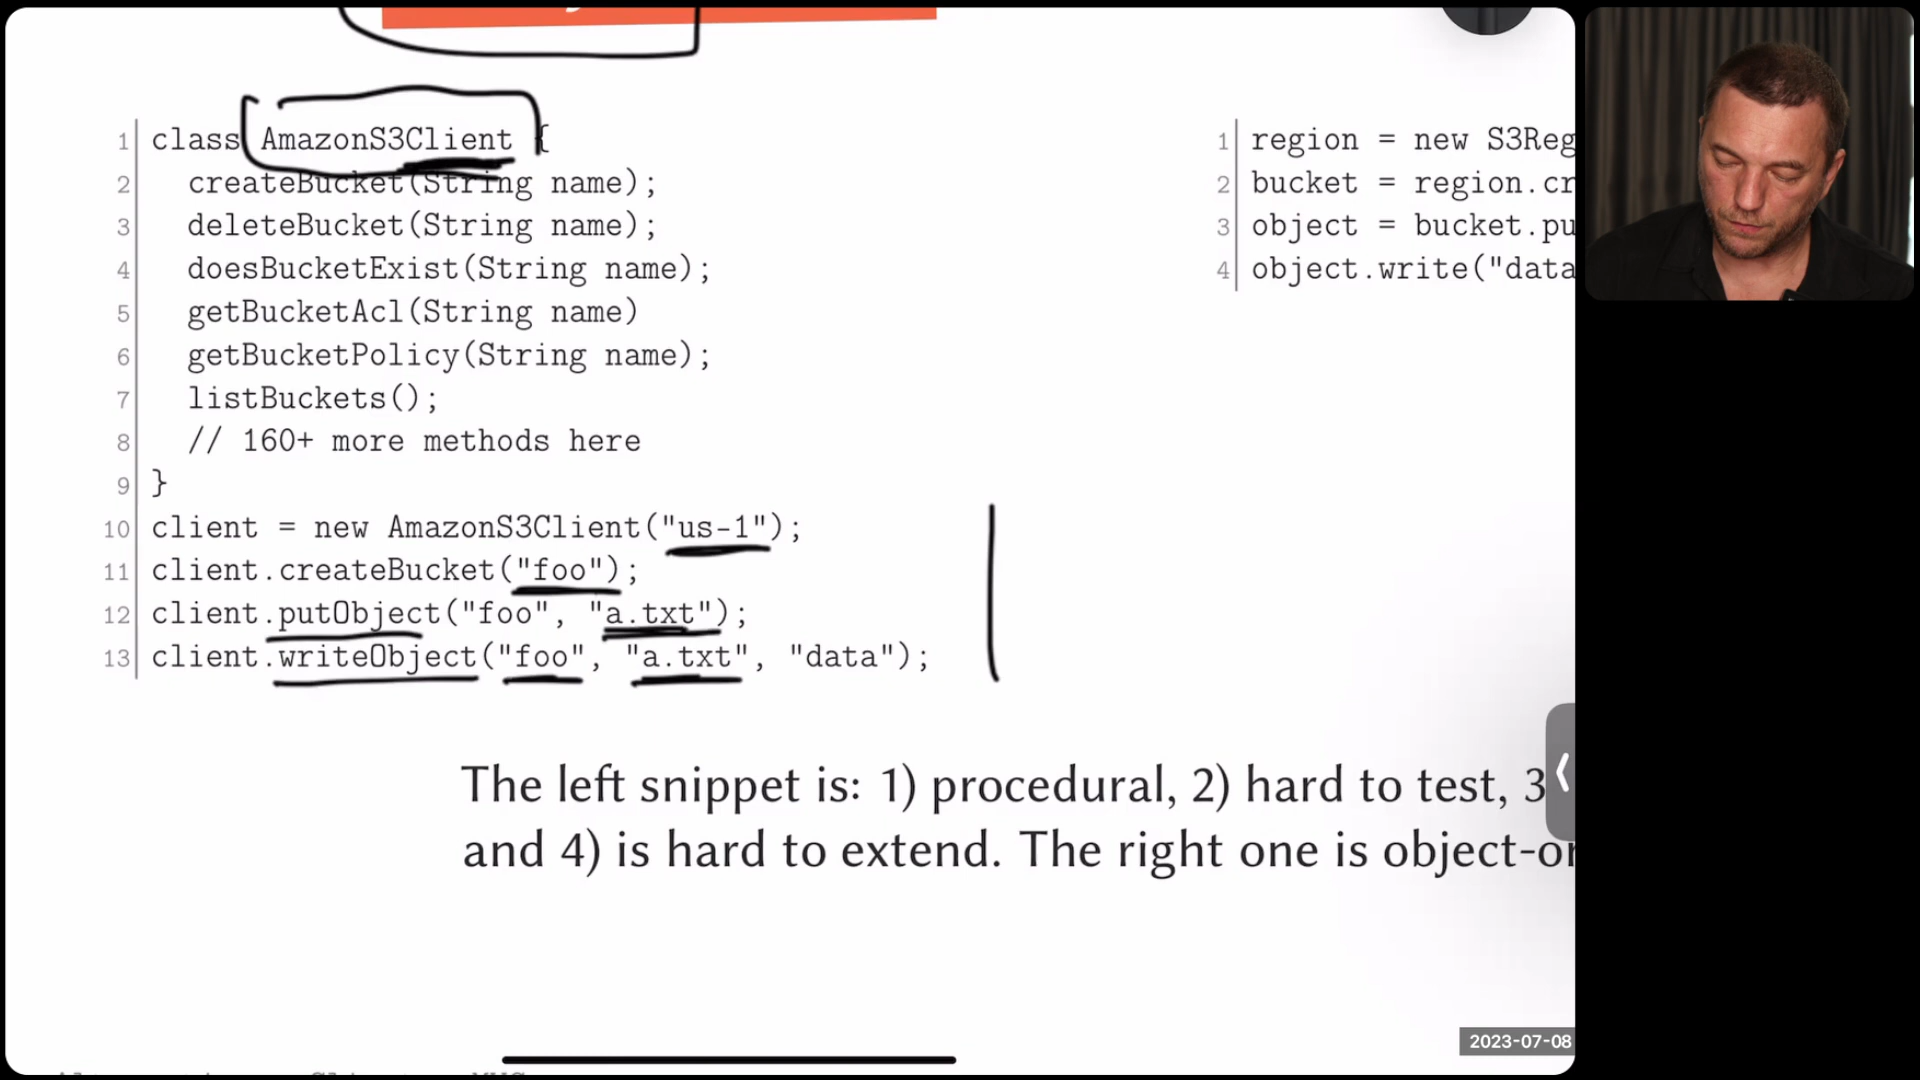 1 class AmazonS3Client {
2 createBucket(String name);
3 deleteBucket(String name);
4 doesBucketExist(String name);
5 getBucketAcl(String name)
6 getBucketPolicy(String name);
7 listBuckets();
8 // 160+ more methods here
9 }
10 client = new AmazonS3Client("us-1");
11 client.createBucket("foo");
12 client.putObject("foo", "a.txt");
13 client.writeObject("foo", "a.txt", "data");
1 region = new S3Reg
2 bucket = region.cr
3 object = bucket.pu
4 object.write("data
The left snippet is: 1) procedural, 2) hard to test, 3
and 4) is hard to extend. The right one is object-or
2023-07-08